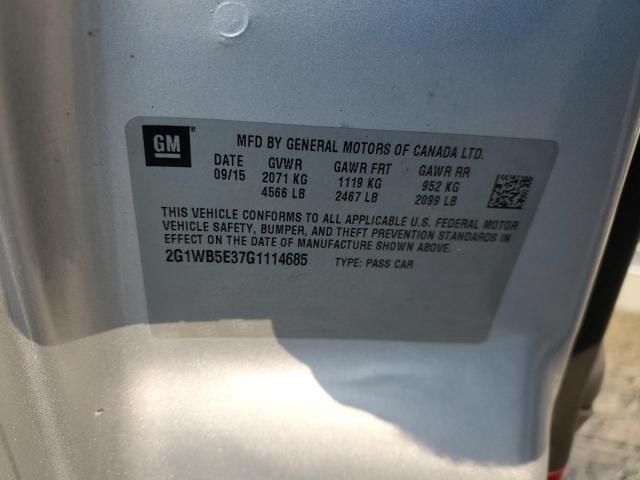 GM
MFD BY GENERAL MOTORS OF CANADA LTD.
DATE GVWR GAWR FRT GAWR RR
09/15 2071 KG 1119 KG 952 KG
4566 LB 2467 LB 2099 LB
THIS VEHICLE CONFORMS TO ALL APPLICABLE U.S. FEDERAL MOTOR
VEHICLE SAFETY, BUMPER, AND THEFT PREVENTION STANDARDS IN
EFFECT ON THE DATE OF MANUFACTURE SHOWN ABOVE.
2G1WB5E37G1114685 TYPE: PASS CAR